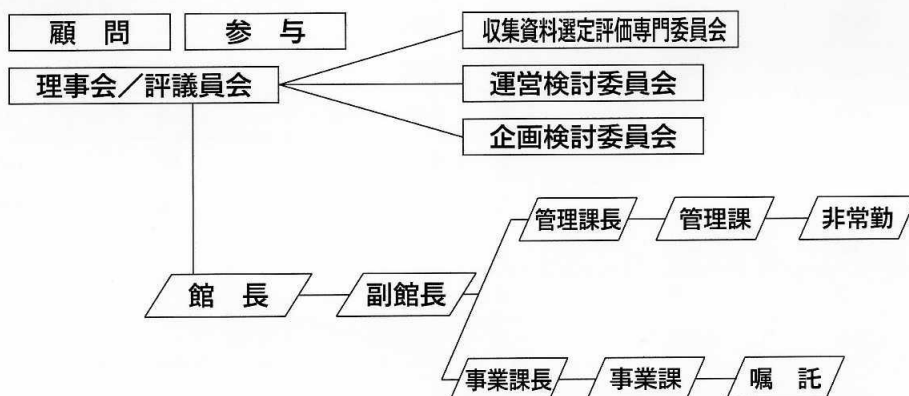 顧　問
参　与
収集資料選定評価専門委員会
理事会／評議員会
運営検討委員会
企画検討委員会
管理課長
管理課
非常勤
館　長
副館長
事業課長
事業課
嘱　託